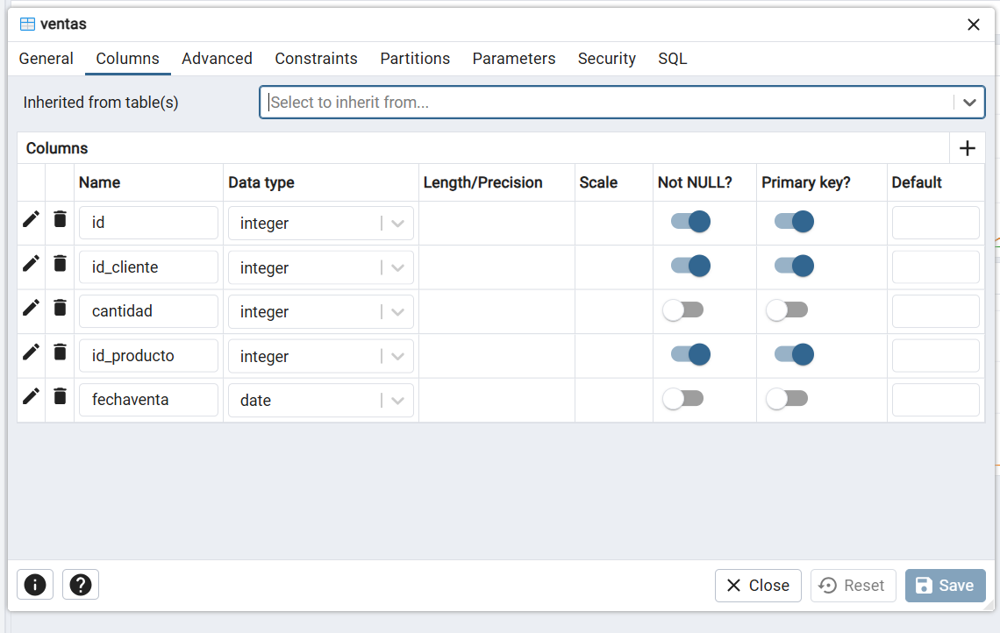 ventas
General Columns Advanced Constraints Partitions Parameters Security SQL
Inherited from table(s) Select to inherit from...
Columns
Name Data type Length/Precision Scale Not NULL? Primary key? Default
id integer
id_cliente integer
cantidad integer
id_producto integer
fechaventa date
Close Reset Save